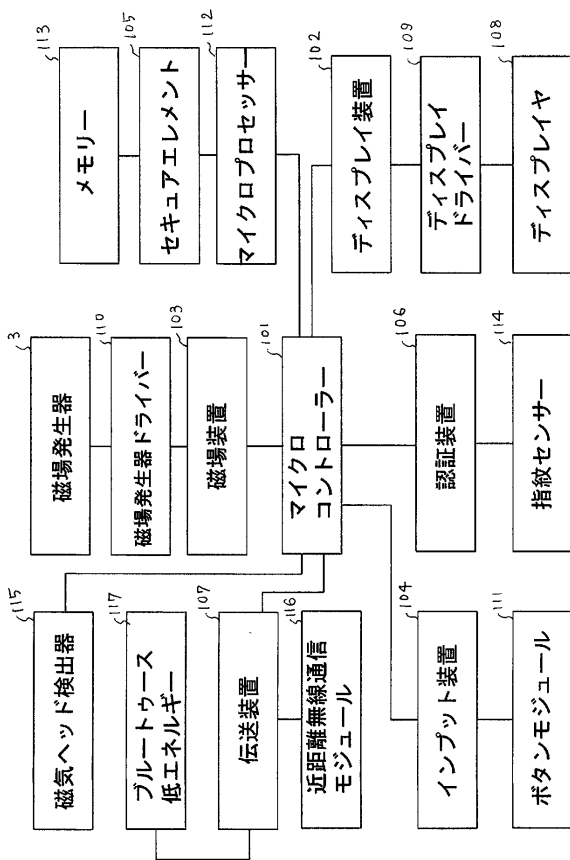 磁気ヘッド検出器
115
ブルートゥース
低エネルギー
117
伝送装置
107
近距離無線通信
モジュール
116
インプット装置
104
ボタンモジュール
111
磁場発生器
3
磁場発生器ドライバー
110
磁場装置
103
マイクロ
コントローラー
101
認証装置
106
指紋センサー
114
メモリー
113
セキュアエレメント
105
マイクロプロセッサー
112
ディスプレイ装置
102
ディスプレイ
ドライバー
109
ディスプレイヤ
108